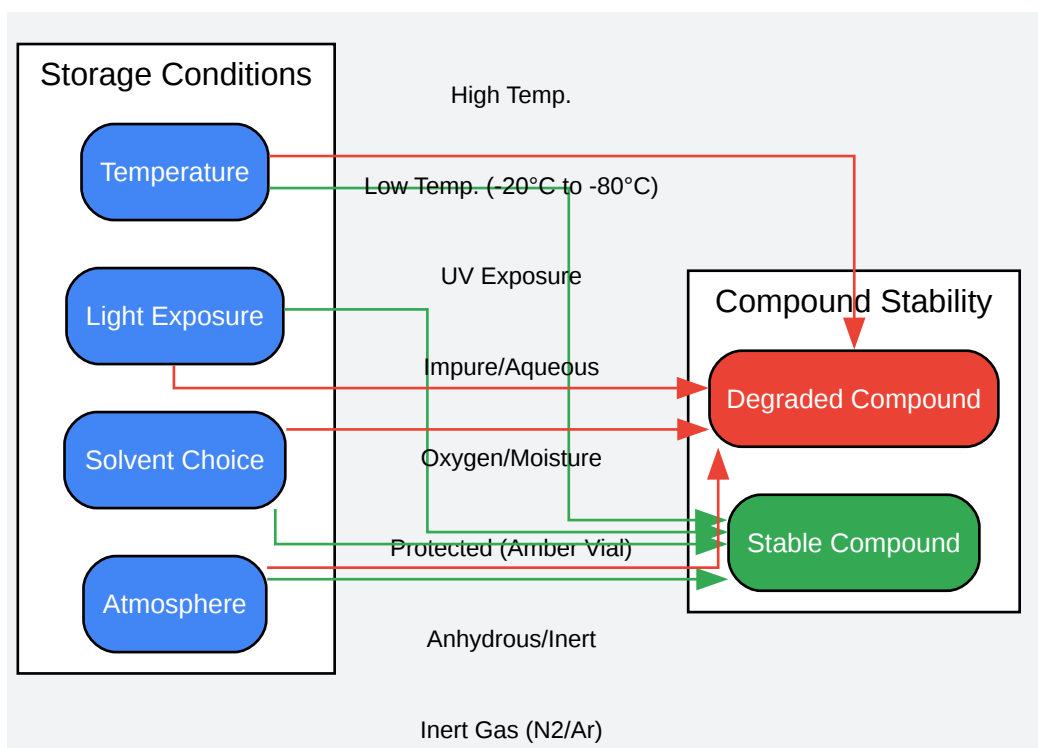 Storage Conditions
Temperature
Light Exposure
Solvent Choice
Atmosphere
High Temp.
Low Temp. (-20°C to -80°C)
UV Exposure
Impure/Aqueous
Oxygen/Moisture
Protected (Amber Vial)
Anhydrous/Inert
Inert Gas (N2/Ar)
Compound Stability
Degraded Compound
Stable Compound